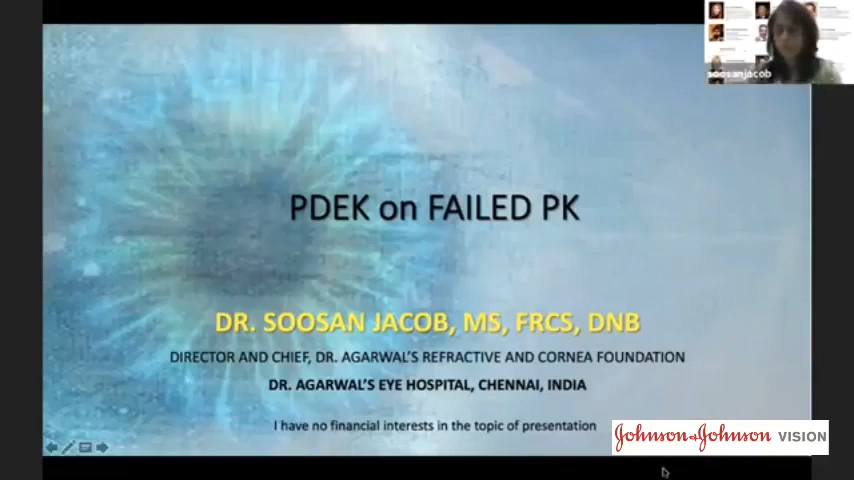 soosanjacob
PDEK on FAILED PK
DR. SOOSAN JACOB, MS, FRCS, DNB
DIRECTOR AND CHIEF, DR. AGARWAL'S REFRACTIVE AND CORNEA FOUNDATION
DR. AGARWAL'S EYE HOSPITAL, CHENNAI, INDIA
I have no financial interests in the topic of presentation
Johnson & Johnson VISION